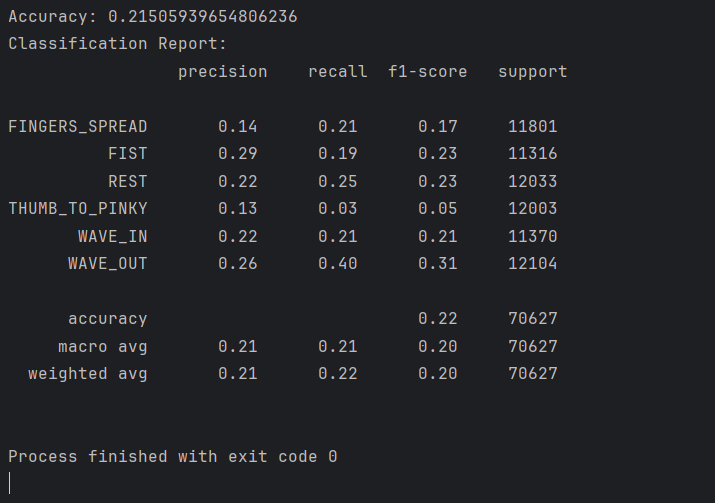 Accuracy: 0.21505939654806236
Classification Report:
precision recall f1-score support
FINGERS_SPREAD 0.14 0.21 0.17 11801
FIST 0.29 0.19 0.23 11316
REST 0.22 0.25 0.23 12033
THUMB_TO_PINKY 0.13 0.03 0.05 12003
WAVE_IN 0.22 0.21 0.21 11370
WAVE_OUT 0.26 0.40 0.31 12104
accuracy 0.22 70627
macro avg 0.21 0.21 0.20 70627
weighted avg 0.21 0.22 0.20 70627
Process finished with exit code 0